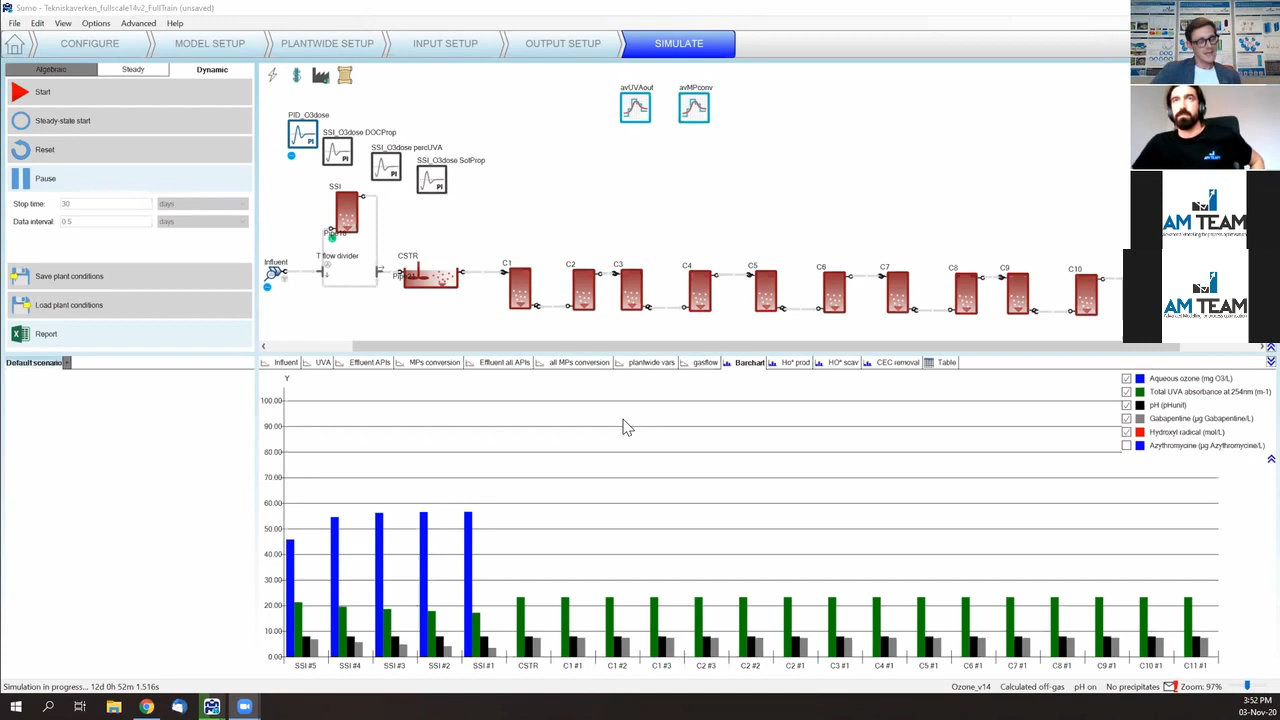 Sumo - Tekniskaverken_fullscale14v2_FullTrain (unsaved)
File Edit View Options Advanced Help
CONFIGURE MODEL SETUP PLANTWIDE SETUP INPUT SETUP OUTPUT SETUP SIMULATE
Algebraic Steady Dynamic
Start
Steady-state start
Reset
Pause
Stop time: 30 days
Data interval: 0.5 days
Save plant conditions
Load plant conditions
Report
Default scenario
avUVAout avMPconv
PID_O3dose
SSI_O3dose DOCProp
SSI_O3dose percUVA
SSI_O3dose SolProp
PI
PI
PI
PI
SSI
T flow divider
Influent
CSTR
C1 C2 C3 C4 C5 C6 C7 C8 C9 C10
AM TEAM
AM TEAM
AM TEAM
Influent UVA Effluent APIs MPs conversion Effluent all APIs all MPs conversion plantwide vars gasflow Barchart Ho* prod HO* scav CEC removal Table
Y
100.00
90.00
80.00
70.00
60.00
50.00
40.00
30.00
20.00
10.00
0.00
SSI #5 SSI #4 SSI #3 SSI #2 SSI #1 CSTR C1 #1 C1 #2 C1 #3 C2 #3 C2 #2 C2 #1 C3 #1 C4 #1 C5 #1 C6 #1 C7 #1 C8 #1 C9 #1 C10 #1 C11 #1
Aqueous ozone (mg O3/L)
Total UVA absorbance at 254nm (m-1)
pH (pHunit)
Gabapentine (µg Gabapentine/L)
Hydroxyl radical (mol/L)
Azythromycine (µg Azythromycine/L)
Simulation in progress... 12d 0h 52m 1.516s
Ozone_v14 Calculated off-gas pH on No precipitates Zoom: 97%
3:52 PM
03-Nov-20